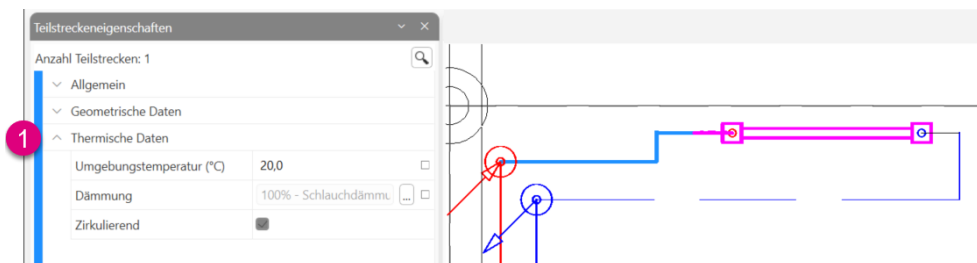 Teilstreckeneigenschaften
Anzahl Teilstrecken: 1
Allgemein
Geometrische Daten
1 Thermische Daten
Umgebungstemperatur (°C) 20,0
Dämmung 100% - Schlauchdämmu ...
Zirkulierend